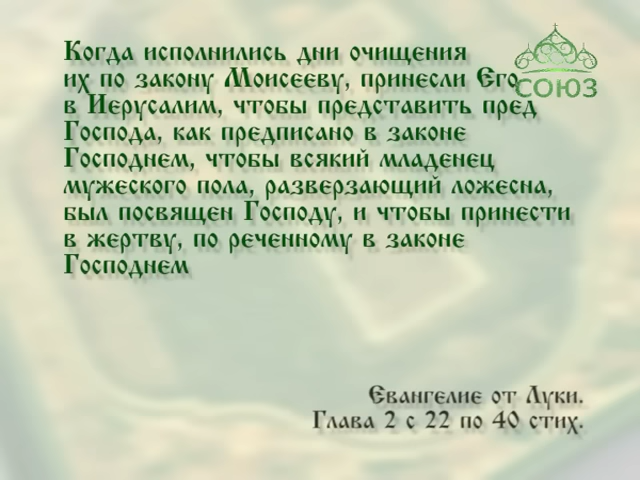 Когда исполнились дни очищения
их по закону Моисееву, принесли Его
СОЮЗ
в Иерусалим, чтобы представить пред
Господа, как предписано в законе
Господнем, чтобы всякий младенец
мужеского пола, разверзающий ложесна,
был посвящен Господу, и чтобы принести
в жертву, по реченному в законе
Господнем
Евангелие от Луки.
Глава 2 с 22 по 40 стих.